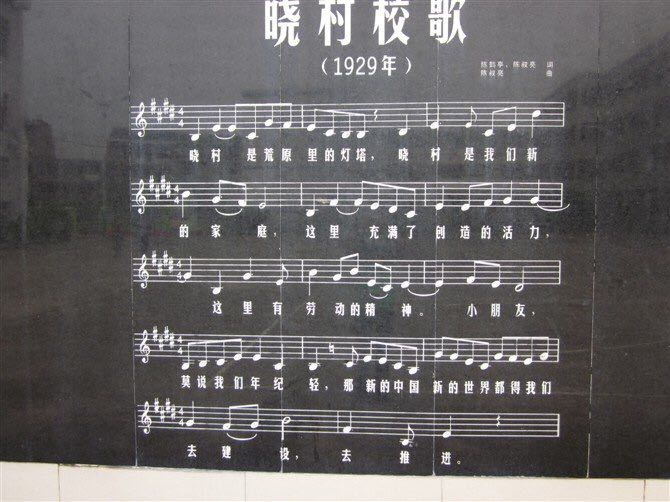 晓村校歌
（1929年）
陈鹤亭、陈叔亮 词
陈叔亮 曲
晓村 是荒原里的灯塔，晓村 是我们新
的家庭，这里 充满了 创造的活力，
这里有 劳动的精神。小朋友，
莫说我们年纪轻，那新的中国 新的世界都得我们
去建设，去推进。